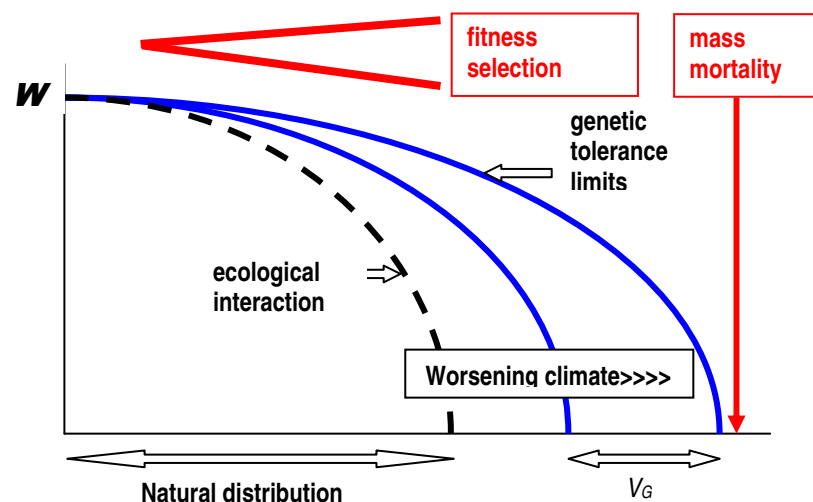 fitness
selection
mass
mortality
W
genetic
tolerance
limits
ecological
interaction
Worsening climate>>>>
Natural distribution
VG